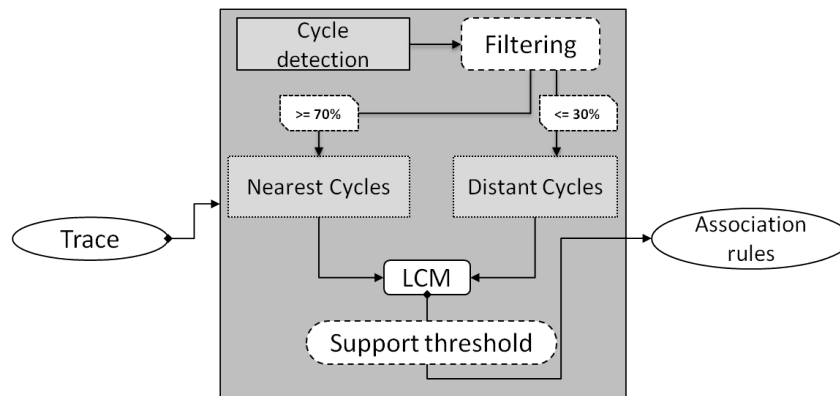 Cycle
detection
Filtering
>= 70%
<= 30%
Nearest Cycles
Distant Cycles
Trace
Association
rules
LCM
Support threshold